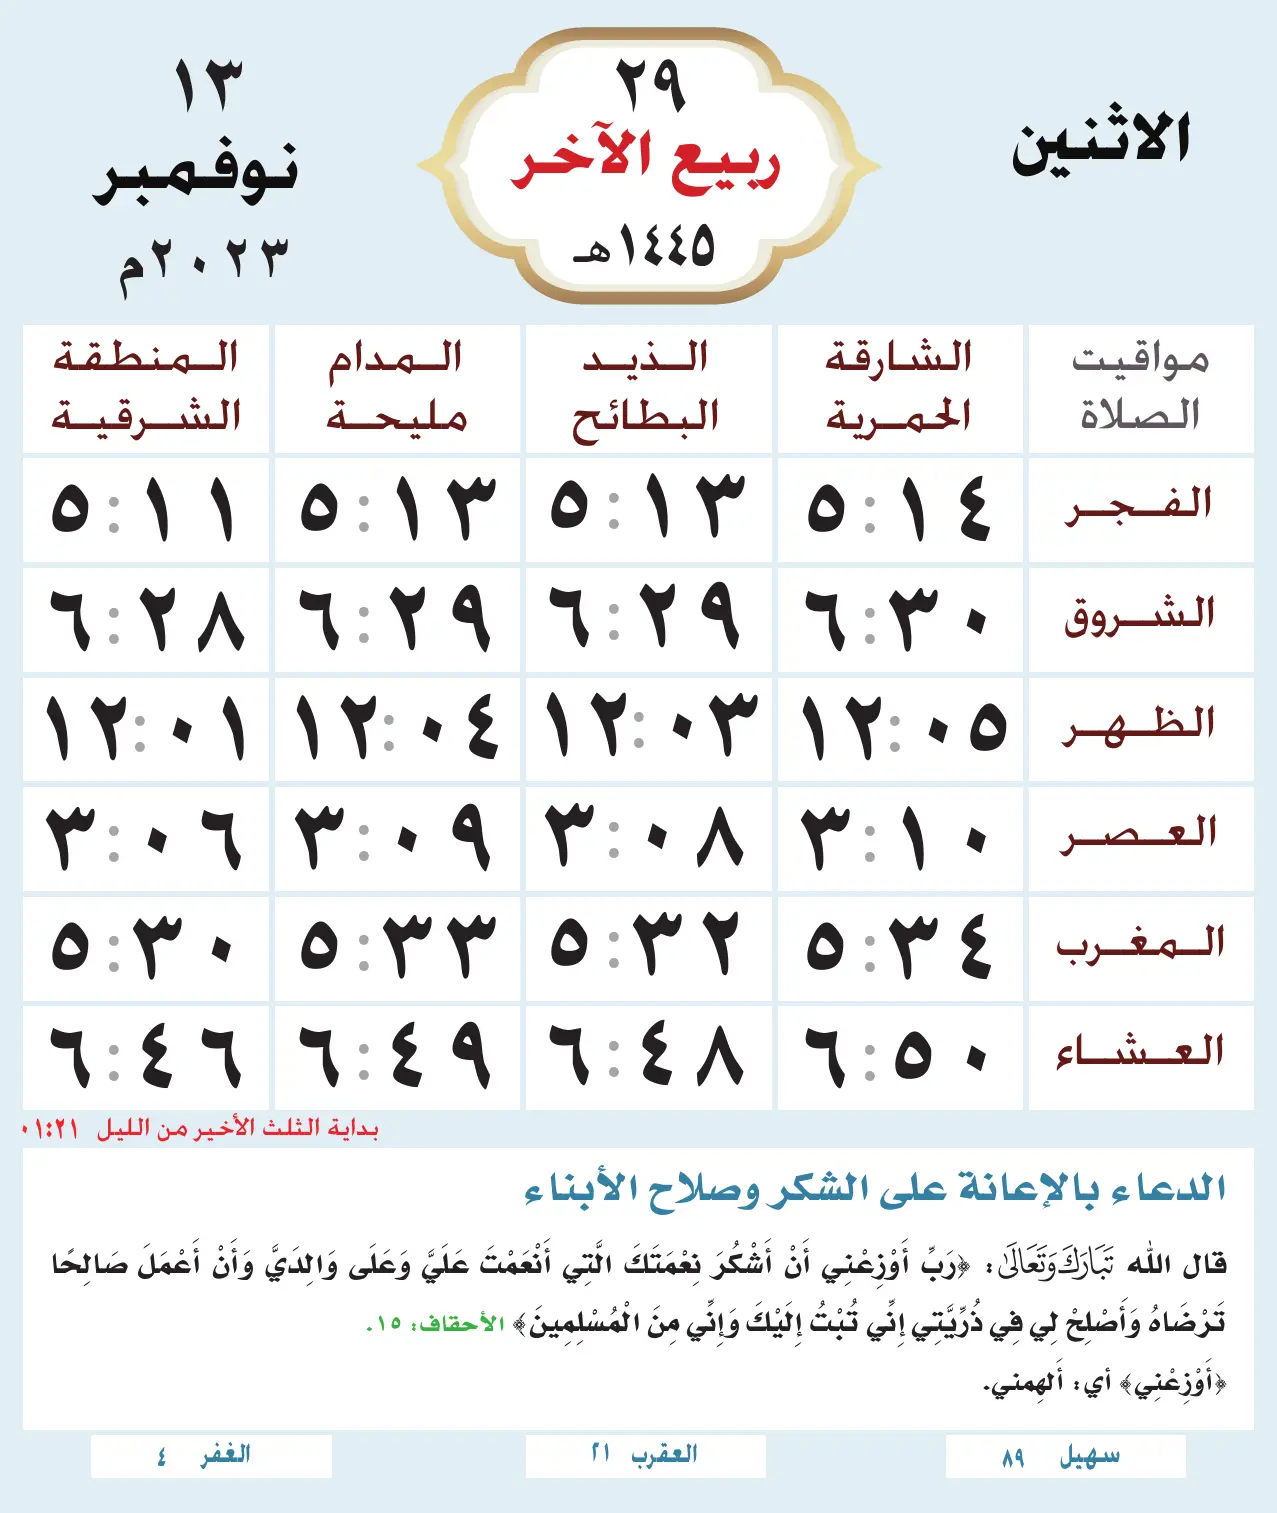 الاثنين
٢٩
ربيع الآخر
١٤٤٥هـ
١٣
نوفمبر
٢٠٢٣م
مواقيت الصلاة
الشارقة الحمرية
الذيد البطائح
المدام مليحة
المنطقة الشرقية
الفجر ٥:١٤ ٥:١٣ ٥:١٣ ٥:١١
الشروق ٦:٣٠ ٦:٢٩ ٦:٢٩ ٦:٢٨
الظهر ١٢:٠٥ ١٢:٠٣ ١٢:٠٤ ١٢:٠١
العصر ٣:١٠ ٣:٠٨ ٣:٠٩ ٣:٠٦
المغرب ٥:٣٤ ٥:٣٢ ٥:٣٣ ٥:٣٠
العشاء ٦:٥٠ ٦:٤٨ ٦:٤٩ ٦:٤٦
بداية الثلث الأخير من الليل ٠١:٢١
الدعاء بالإعانة على الشكر وصلاح الأبناء
قال الله تَبَارَكَ وَتَعَالَىٰ: ﴿رَبِّ أَوْزِعْنِي أَنْ أَشْكُرَ نِعْمَتَكَ الَّتِي أَنْعَمْتَ عَلَيَّ وَعَلَى وَالِدَيَّ وَأَنْ أَعْمَلَ صَالِحًا
تَرْضَاهُ وَأَصْلِحْ لِي فِي ذُرِّيَّتِي إِنِّي تُبْتُ إِلَيْكَ وَإِنِّي مِنَ الْمُسْلِمِينَ﴾ الأحقاف: ١٥.
﴿أَوْزِعْنِي﴾ أي: ألهِمني.
سهيل ٨٩
العقرب ٢١
الغفر ٤